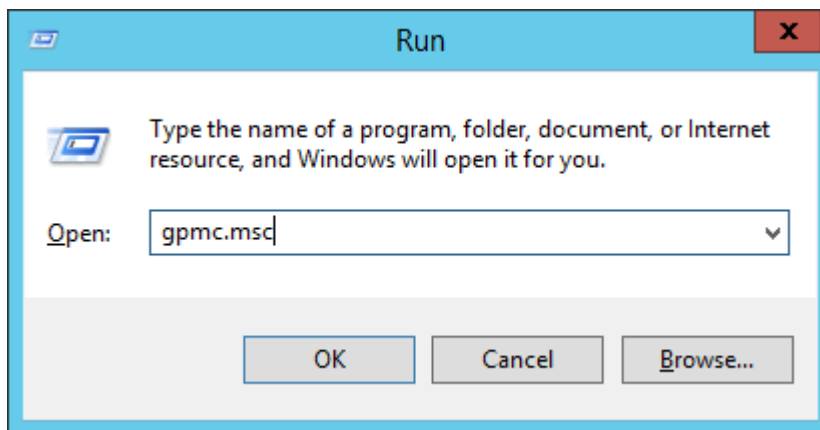 Run
x
Type the name of a program, folder, document, or Internet
resource, and Windows will open it for you.
Open: gpmc.msc
OK Cancel Browse...